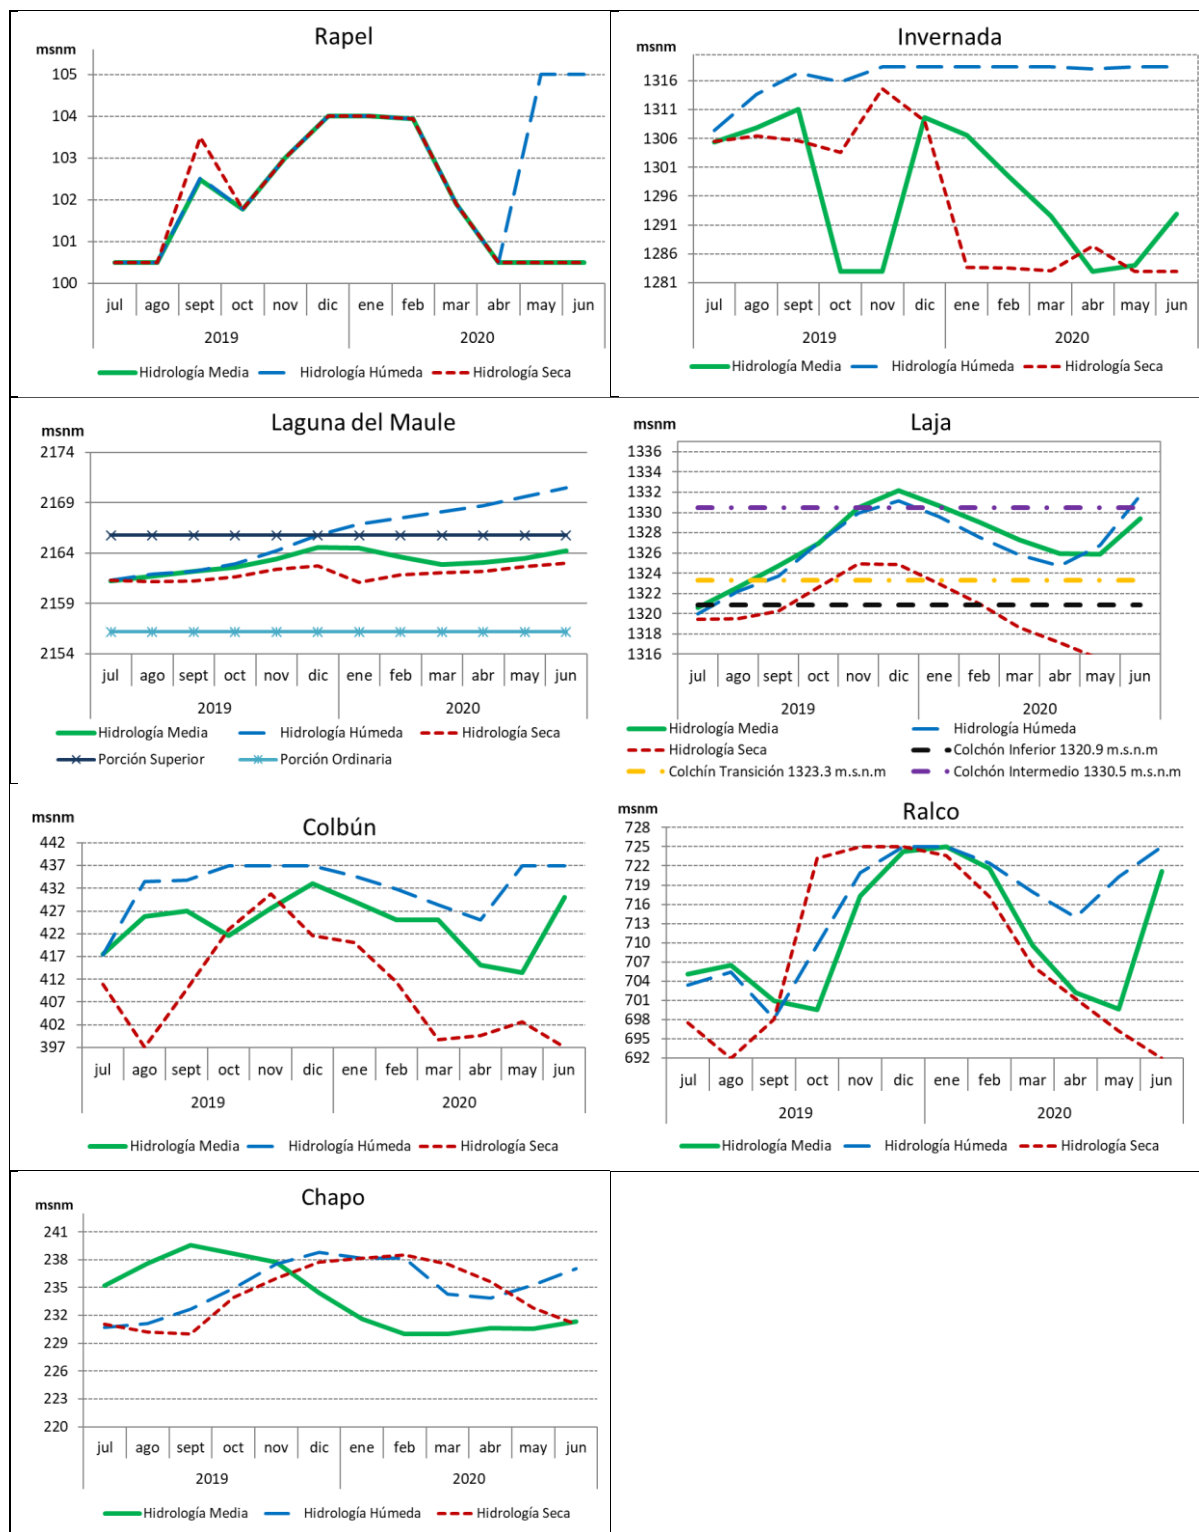 Rapel
msnm
105
104
103
102
101
100
jul ago sept oct nov dic ene feb mar abr may jun
2019 2020
Hidrología Media Hidrología Húmeda Hidrología Seca
Invernada
msnm
1316
1311
1306
1301
1296
1291
1286
1281
jul ago sept oct nov dic ene feb mar abr may jun
2019 2020
Hidrología Media Hidrología Húmeda Hidrología Seca
Laguna del Maule
msnm
2174
2169
2164
2159
2154
jul ago sept oct nov dic ene feb mar abr may jun
2019 2020
Hidrología Media Hidrología Húmeda Hidrología Seca
Porción Superior Porción Ordinaria
Laja
msnm
1336
1334
1332
1330
1328
1326
1324
1322
1320
1318
1316
jul ago sept oct nov dic ene feb mar abr may jun
2019 2020
Hidrología Media Hidrología Húmeda
Hidrología Seca Colchón Inferior 1320.9 m.s.n.m
Colchín Transición 1323.3 m.s.n.m Colchón Intermedio 1330.5 m.s.n.m
Colbún
msnm
442
437
432
427
422
417
412
407
402
397
jul ago sept oct nov dic ene feb mar abr may jun
2019 2020
Hidrología Media Hidrología Húmeda Hidrología Seca
Ralco
msnm
728
725
722
719
716
713
710
707
704
701
698
695
692
jul ago sept oct nov dic ene feb mar abr may jun
2019 2020
Hidrología Media Hidrología Húmeda Hidrología Seca
Chapo
msnm
241
238
235
232
229
226
223
220
jul ago sept oct nov dic ene feb mar abr may jun
2019 2020
Hidrología Media Hidrología Húmeda Hidrología Seca